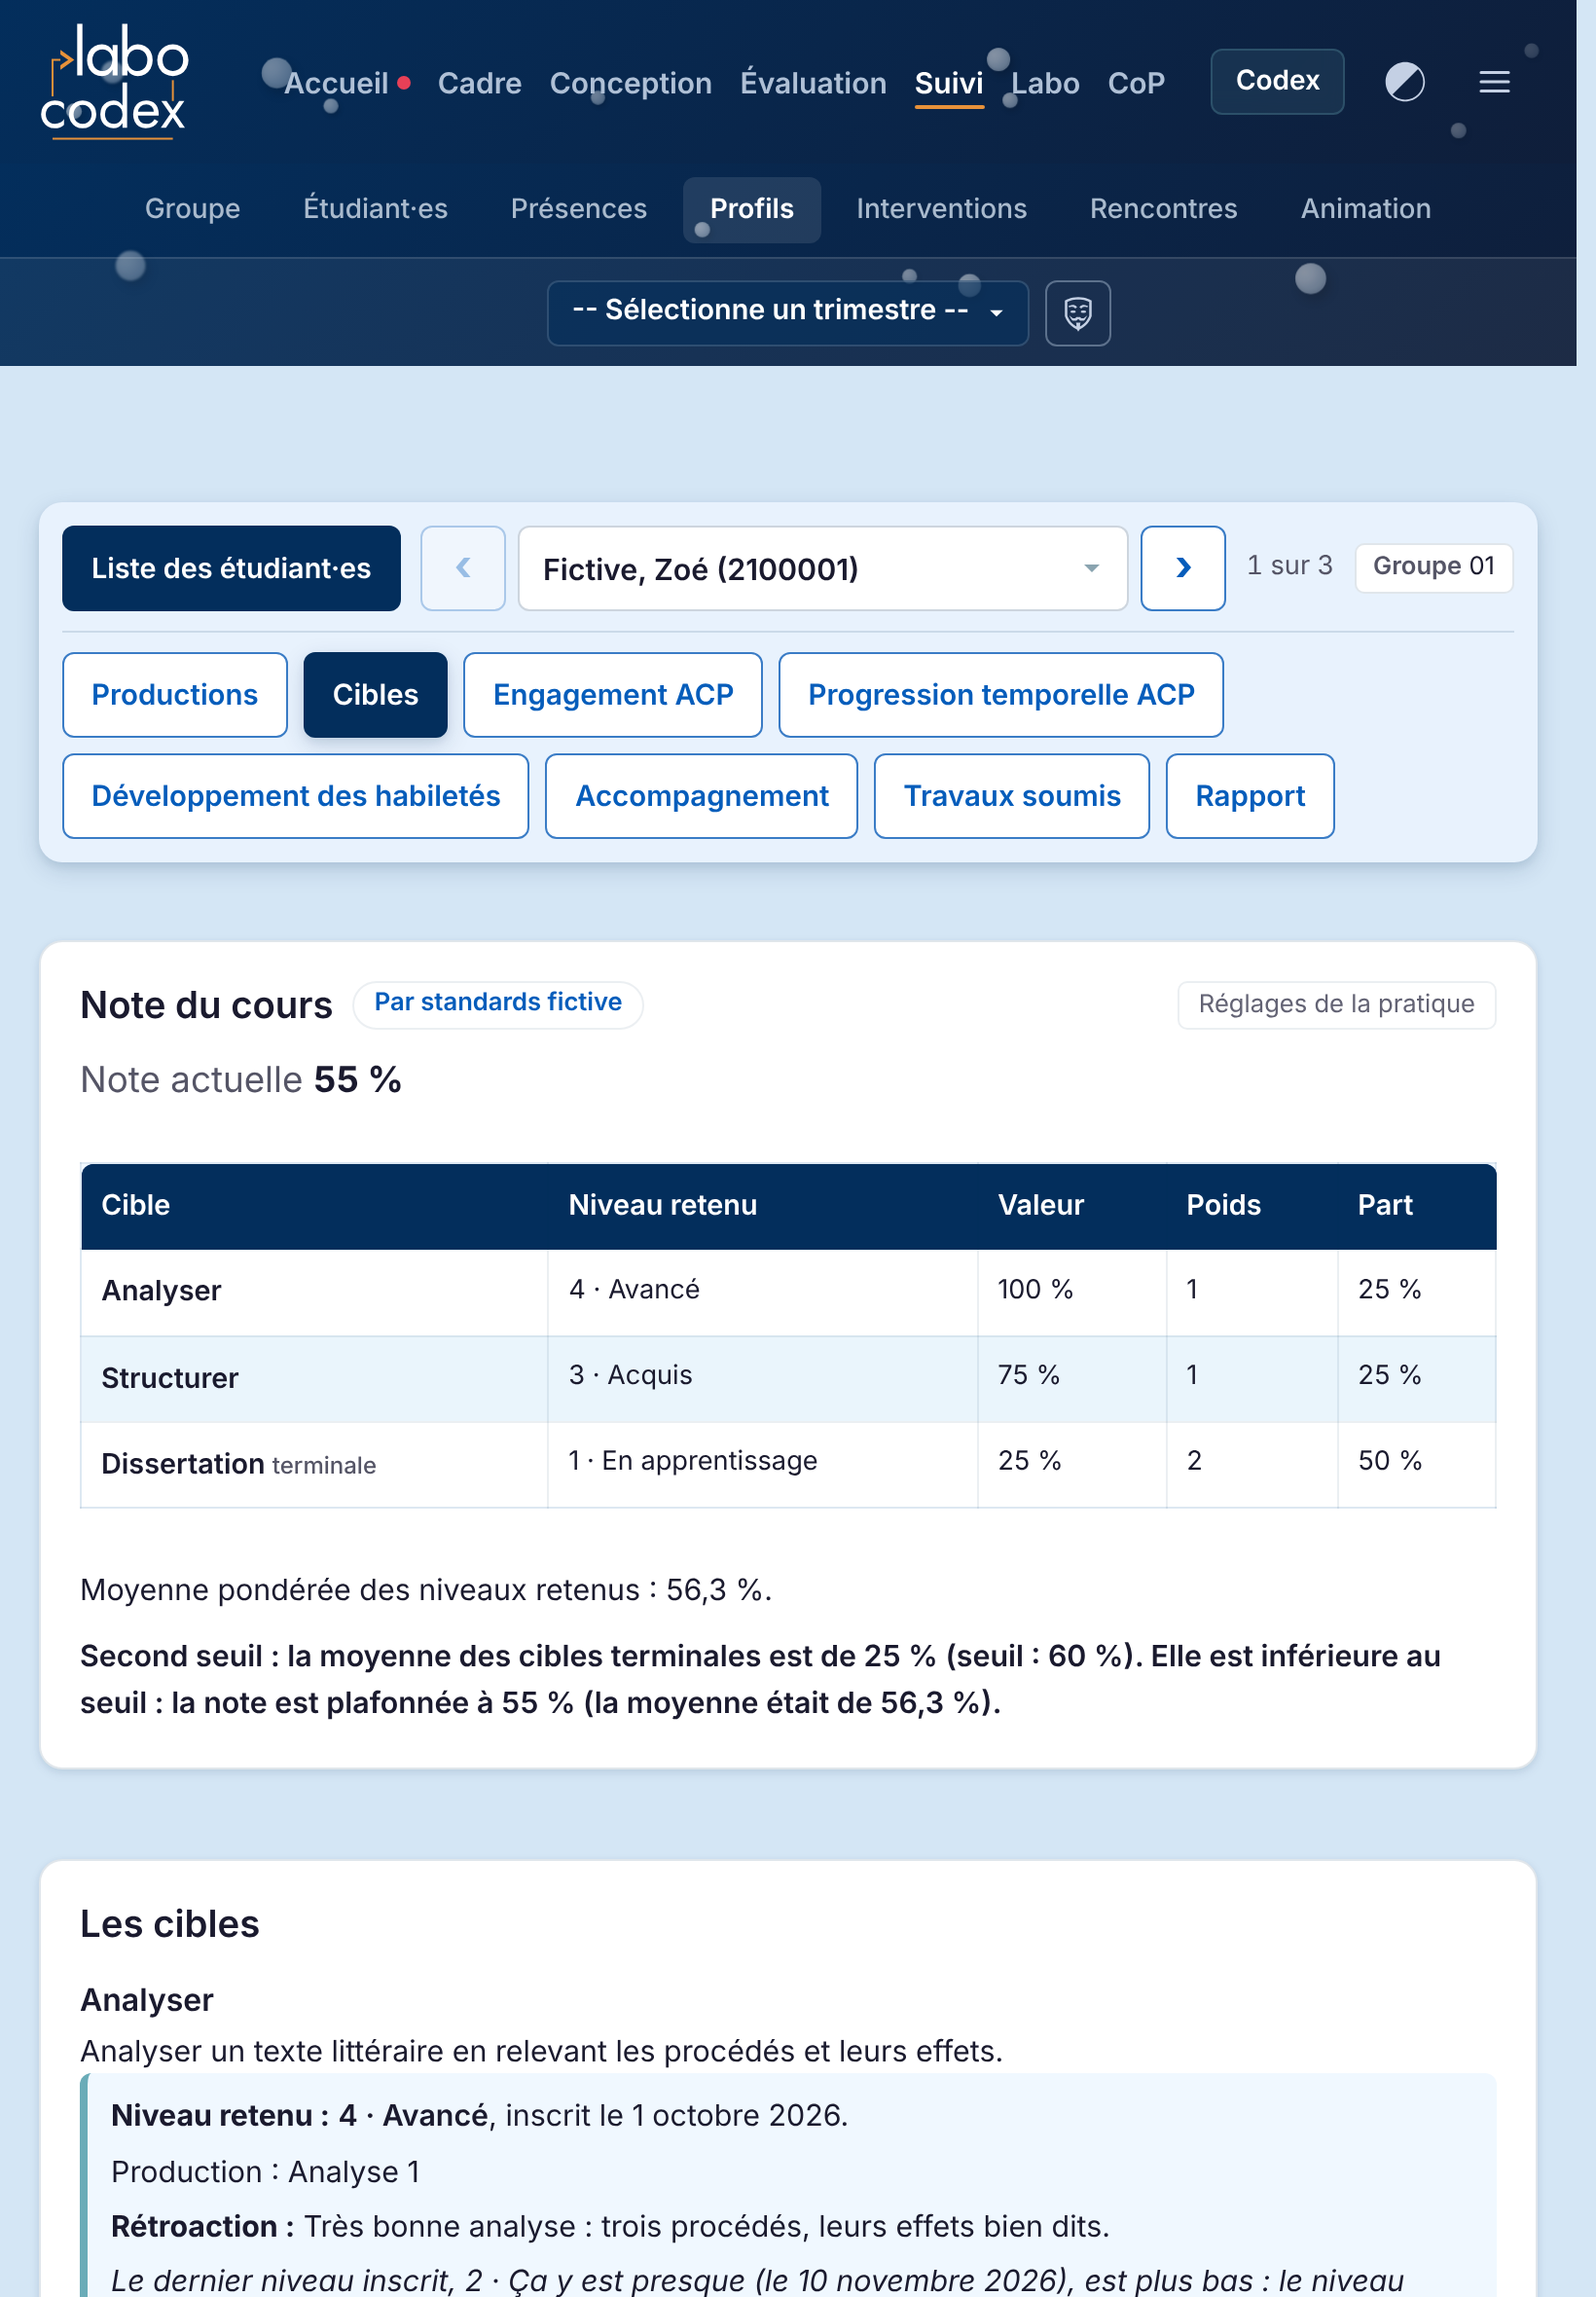 labo
codex
Accueil Cadre Conception Évaluation Suivi Labo CoP Codex
Groupe Étudiant·es Présences Profils Interventions Rencontres Animation
-- Sélectionne un trimestre --
Liste des étudiant·es ‹ Fictive, Zoé (2100001) › 1 sur 3 Groupe 01
Productions Cibles Engagement ACP Progression temporelle ACP
Développement des habiletés Accompagnement Travaux soumis Rapport
Note du cours Par standards fictive Réglages de la pratique
Note actuelle 55 %
Cible Niveau retenu Valeur Poids Part
Analyser 4 · Avancé 100 % 1 25 %
Structurer 3 · Acquis 75 % 1 25 %
Dissertation terminale 1 · En apprentissage 25 % 2 50 %
Moyenne pondérée des niveaux retenus : 56,3 %.
Second seuil : la moyenne des cibles terminales est de 25 % (seuil : 60 %). Elle est inférieure au
seuil : la note est plafonnée à 55 % (la moyenne était de 56,3 %).
Les cibles
Analyser
Analyser un texte littéraire en relevant les procédés et leurs effets.
Niveau retenu : 4 · Avancé, inscrit le 1 octobre 2026.
Production : Analyse 1
Rétroaction : Très bonne analyse : trois procédés, leurs effets bien dits.
Le dernier niveau inscrit, 2 · Ça y est presque (le 10 novembre 2026), est plus bas : le niveau